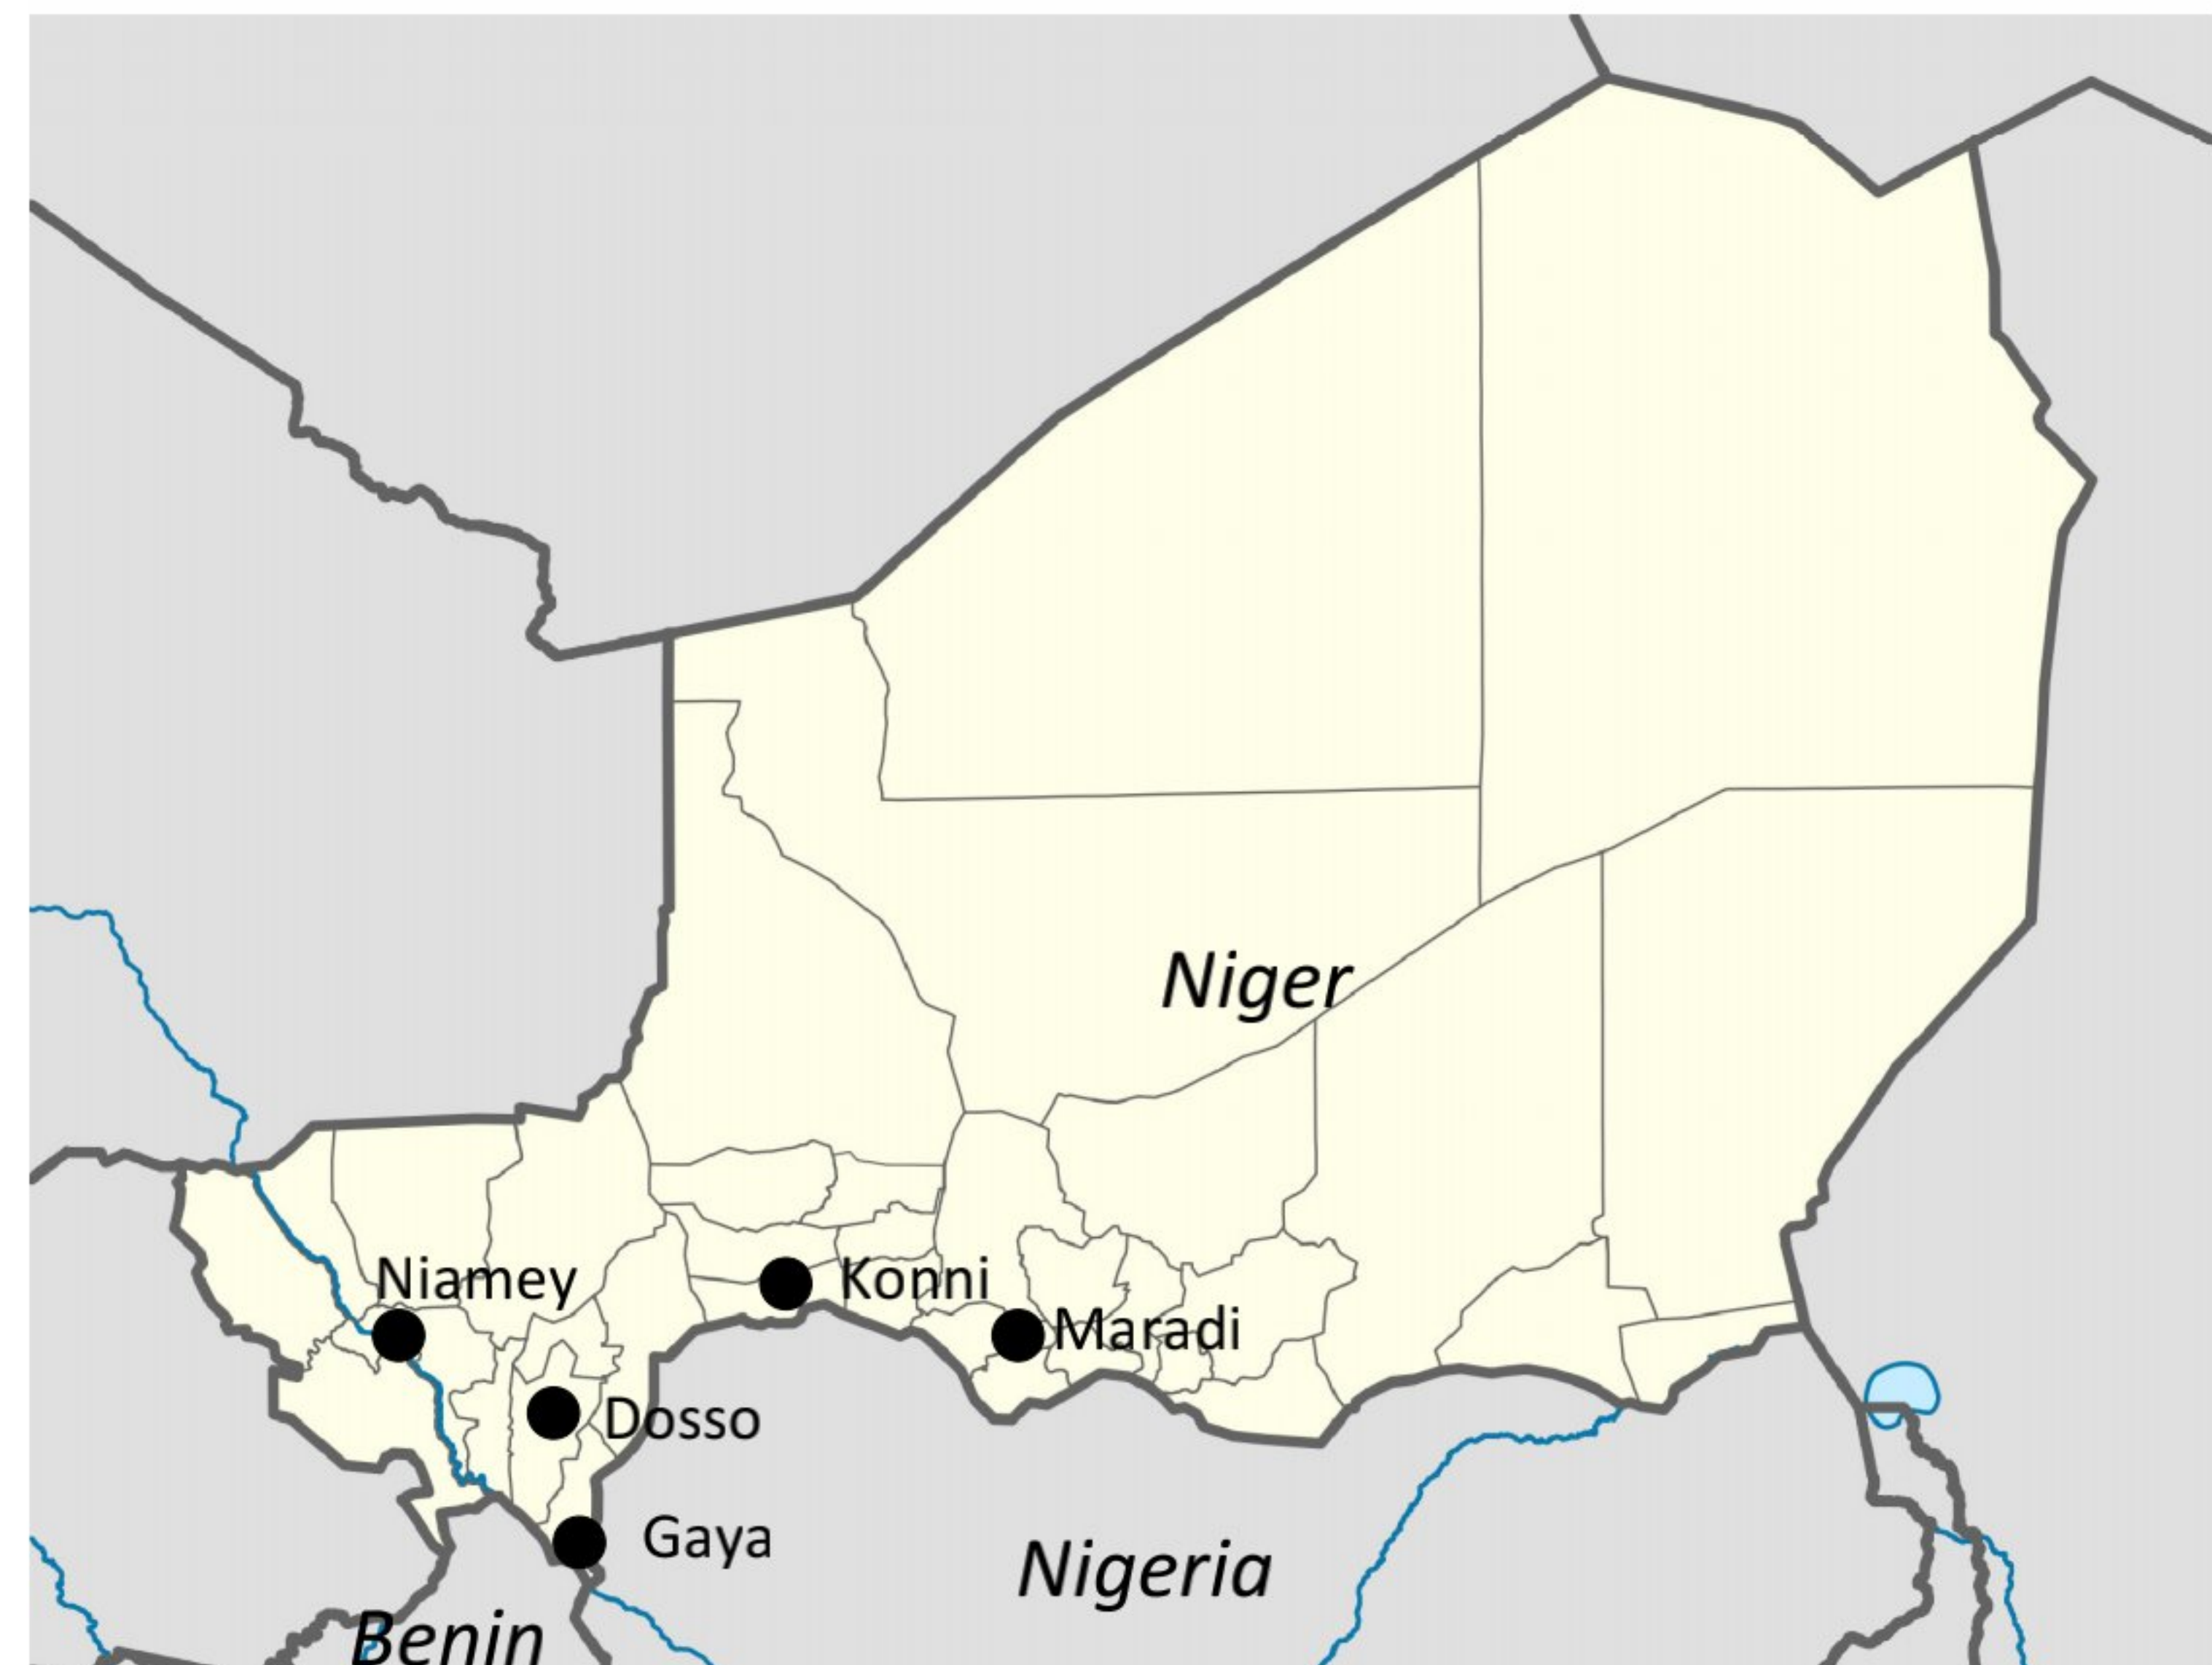 Niger
Niamey
Konni
Maradi
Dosso
Gaya
Nigeria
Benin